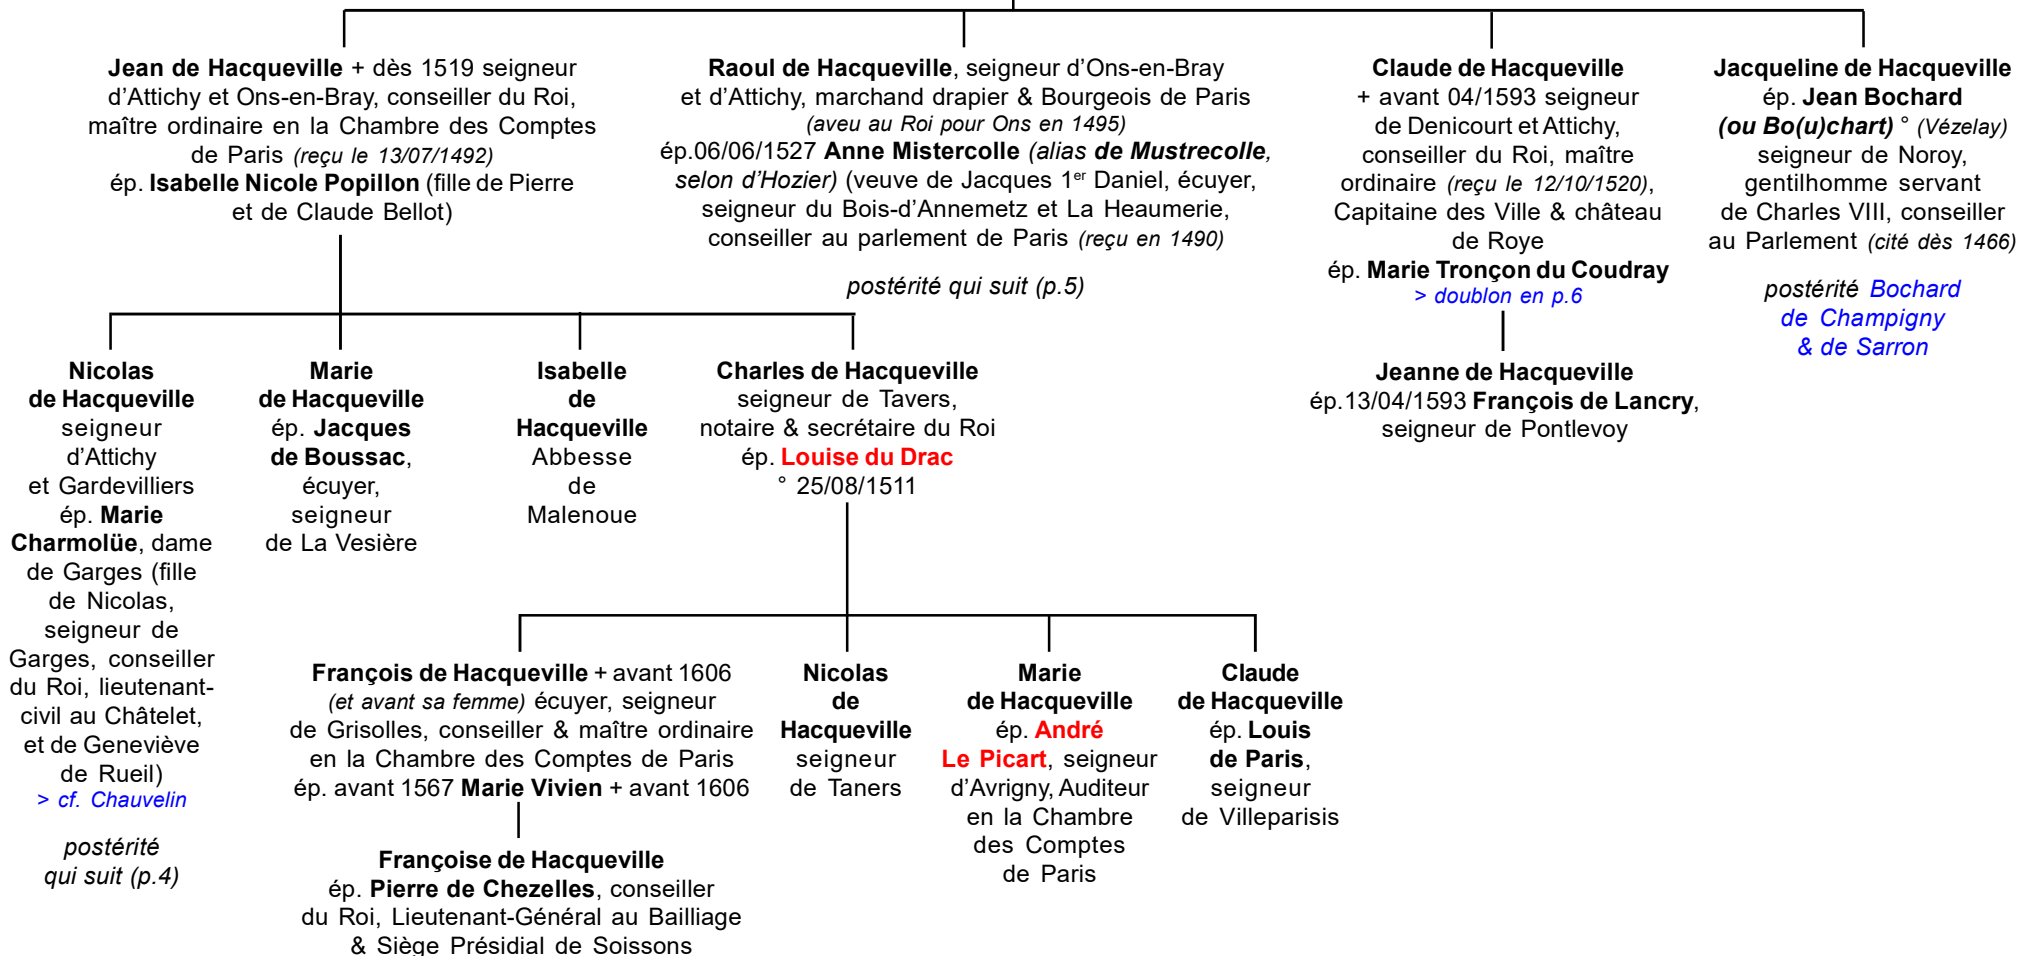 Jean de Hacqueville + dès 1519 seigneur
d'Attichy et Ons-en-Bray, conseiller du Roi,
maître ordinaire en la Chambre des Comptes
de Paris (reçu le 13/07/1492)
ép. Isabelle Nicole Popillon (fille de Pierre
et de Claude Bellot)
Raoul de Hacqueville, seigneur d'Ons-en-Bray
et d'Attichy, marchand drapier & Bourgeois de Paris
(aveu au Roi pour Ons en 1495)
ép.06/06/1527 Anne Mistercolle (alias de Mustrecolle,
selon d'Hozier) (veuve de Jacques 1er Daniel, écuyer,
seigneur du Bois-d'Annemetz et La Heaumerie,
conseiller au parlement de Paris (reçu en 1490)
postérité qui suit (p.5)
Claude de Hacqueville
+ avant 04/1593 seigneur
de Denicourt et Attichy,
conseiller du Roi, maître
ordinaire (reçu le 12/10/1520),
Capitaine des Ville & château
de Roye
ép. Marie Tronçon du Coudray
> doublon en p.6
Jacqueline de Hacqueville
ép. Jean Bochard
(ou Bo(u)chart) ° (Vézelay)
seigneur de Noroy,
gentilhomme servant
de Charles VIII, conseiller
au Parlement (cité dès 1466)
postérité Bochard
de Champigny
& de Sarron
Nicolas
de Hacqueville
seigneur
d'Attichy
et Gardevilliers
ép. Marie
Charmolüe, dame
de Garges (fille
de Nicolas,
seigneur de
Garges, conseiller
du Roi, lieutenant-
civil au Châtelet,
et de Geneviève
de Rueil)
> cf. Chauvelin
postérité
qui suit (p.4)
Marie
de Hacqueville
ép. Jacques
de Boussac,
écuyer,
seigneur
de La Vesière
Isabelle
de
Hacqueville
Abbesse
de
Malenoue
Charles de Hacqueville
seigneur de Tavers,
notaire & secrétaire du Roi
ép. Louise du Drac
° 25/08/1511
Jeanne de Hacqueville
ép.13/04/1593 François de Lancry,
seigneur de Pontlevoy
François de Hacqueville + avant 1606
(et avant sa femme) écuyer, seigneur
de Grisolles, conseiller & maître ordinaire
en la Chambre des Comptes de Paris
ép. avant 1567 Marie Vivien + avant 1606
Nicolas
de
Hacqueville
seigneur
de Taners
Marie
de Hacqueville
ép. André
Le Picart, seigneur
d'Avrigny, Auditeur
en la Chambre
des Comptes
de Paris
Claude
de Hacqueville
ép. Louis
de Paris,
seigneur
de Villeparisis
Françoise de Hacqueville
ép. Pierre de Chezelles, conseiller
du Roi, Lieutenant-Général au Bailliage
& Siège Présidial de Soissons